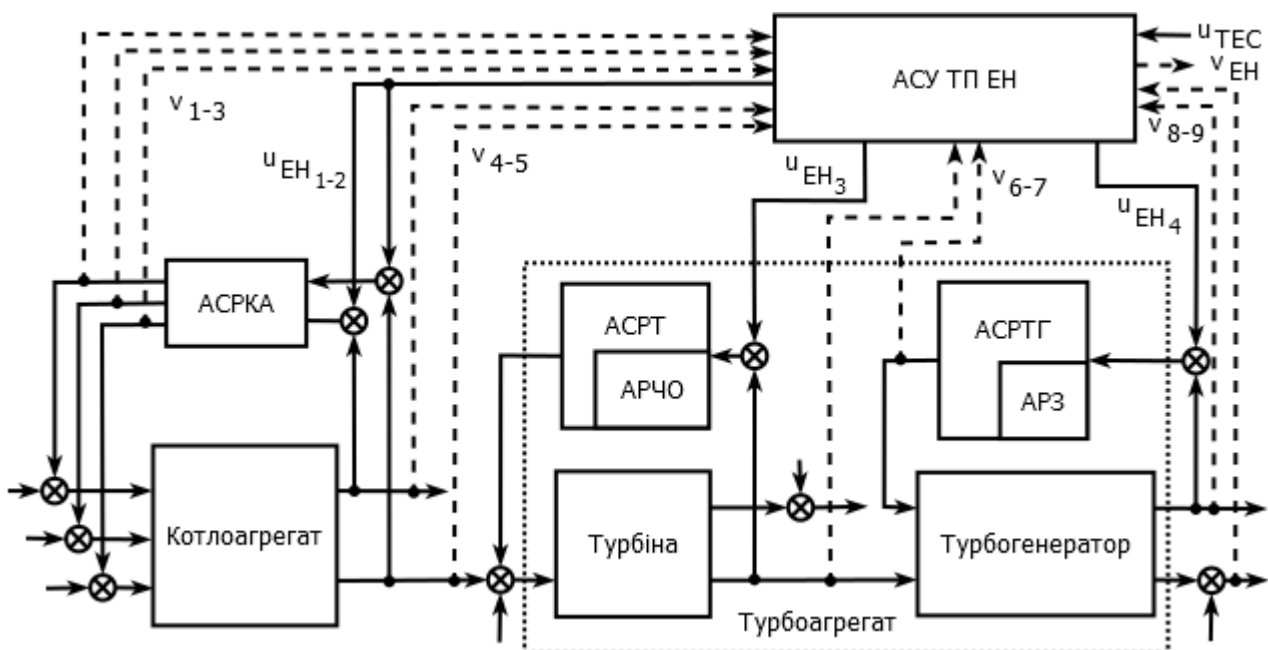 u ТЕС
АСУ ТП ЕН
v ЕН
v 1-3
v 8-9
v 4-5
u ЕН 1-2
u ЕН 3
v 6-7
u ЕН 4
АСРКА
АСРТ
АСРТГ
АРЧО
АРЗ
Котлоагрегат
Турбіна
Турбогенератор
Турбоагрегат